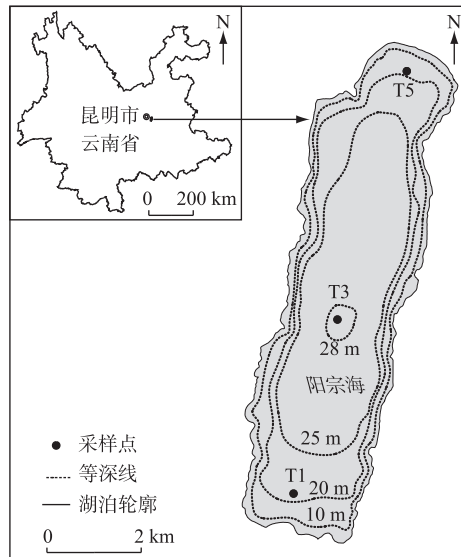 N
昆明市
云南省
0 200 km
N
T5
T3
28 m
阳宗海
25 m
T1
20 m
10 m
采样点
等深线
湖泊轮廓
0 2 km